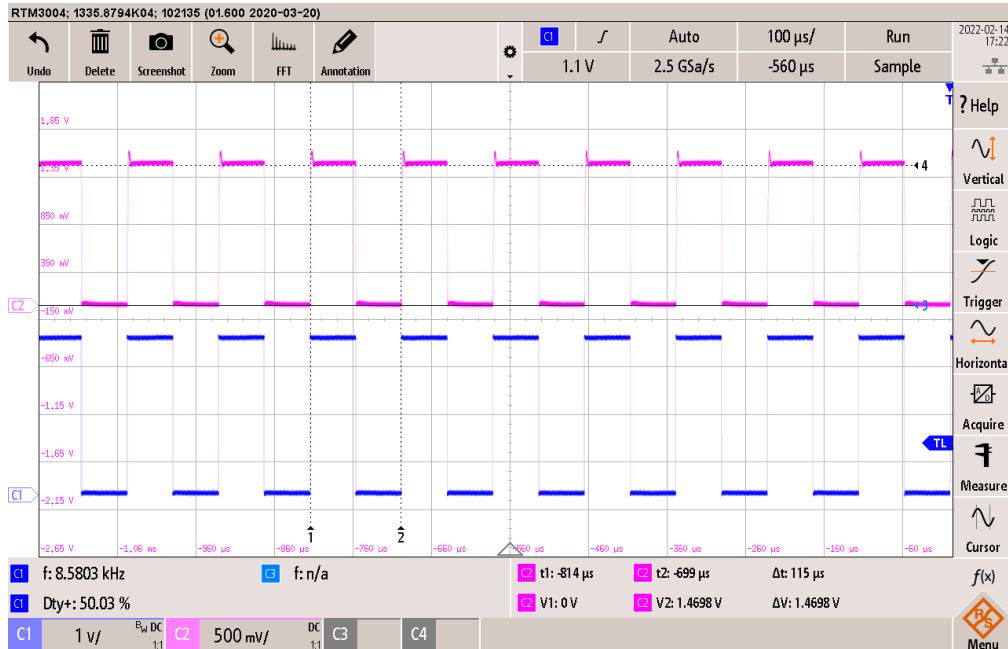 RTM3004; 1335.8794K04; 102135 (01.600 2020-03-20)
Undo Delete Screenshot Zoom FFT Annotation
C1 Auto 100 µs/ Run
1.1 V 2.5 GSa/s -560 µs Sample
2022-02-14
17:22
T
? Help
Vertical
Logic
Trigger
Horizonta
Acquire
Measure
Cursor
f(x)
Menu
1.85 V
1.35 V
850 mV
350 mV
-150 mV
-650 mV
-1.15 V
-1.65 V
-2.15 V
-2.65 V
C2
C1
4
3
TL
1 2
-1.06 ms -960 µs -860 µs -760 µs -660 µs -560 µs -460 µs -360 µs -260 µs -160 µs -60 µs
C1 f: 8.5803 kHz C3 f: n/a C2 t1: -814 µs C2 t2: -699 µs Δt: 115 µs
C1 Dty+: 50.03 % C2 V1: 0 V C2 V2: 1.4698 V ΔV: 1.4698 V
C1 1 V/ BW DC 1:1 C2 500 mV/ DC 1:1 C3 C4
R&S